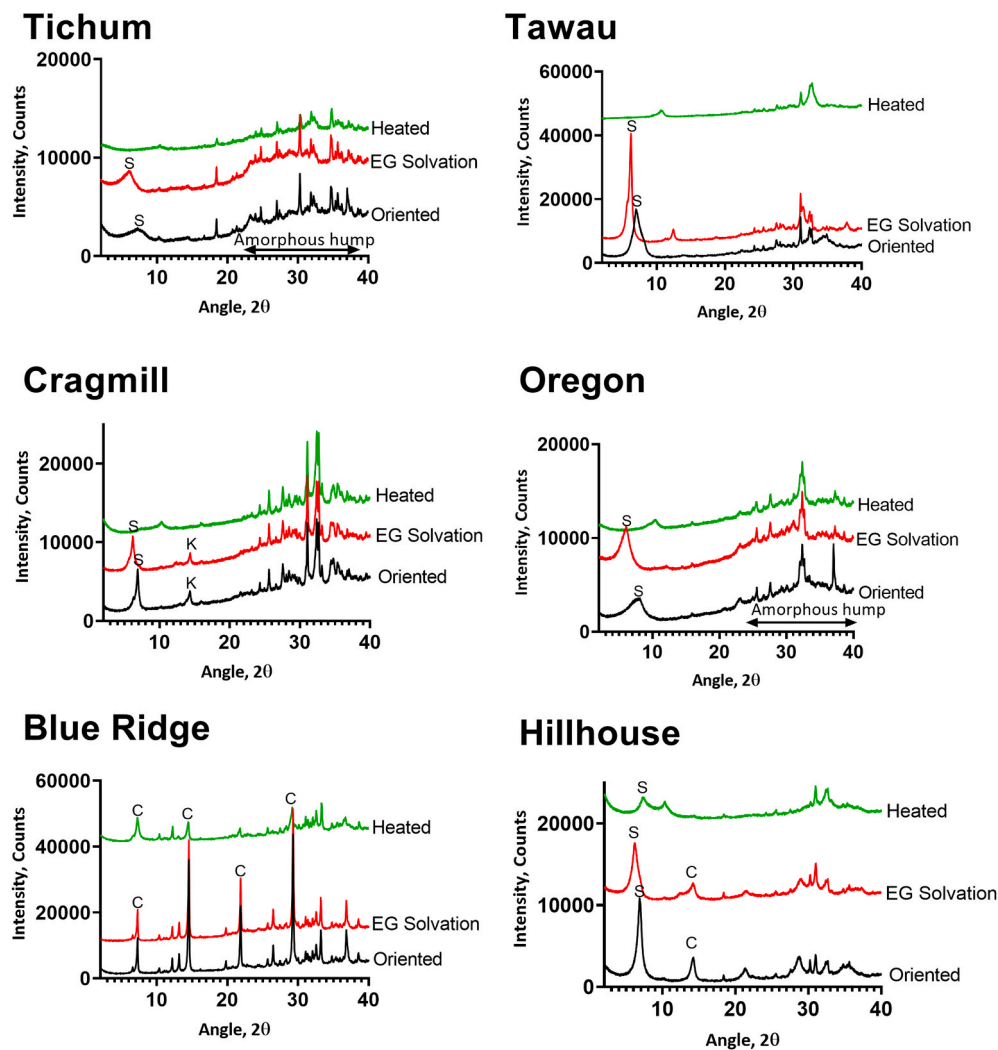 Tichum
Intensity, Counts
20000
10000
0
S
S
Heated
EG Solvation
Oriented
Amorphous hump
10
20
30
40
Angle, 2θ
Tawau
Intensity, Counts
60000
40000
20000
0
S
S
Heated
EG Solvation
Oriented
10
20
30
40
Angle, 2θ
Cragmill
Intensity, Counts
20000
10000
0
S
S
K
K
Heated
EG Solvation
Oriented
10
20
30
40
Angle, 2θ
Oregon
Intensity, Counts
15000
10000
5000
0
S
S
Heated
EG Solvation
Oriented
Amorphous hump
10
20
30
40
Angle, 2θ
Blue Ridge
Intensity, Counts
60000
40000
20000
0
C
C
C
C
C
Heated
EG Solvation
Oriented
10
20
30
40
Angle, 2θ
Hillhouse
Intensity, Counts
20000
10000
0
S
S
S
C
C
Heated
EG Solvation
Oriented
10
20
30
40
Angle, 2θ